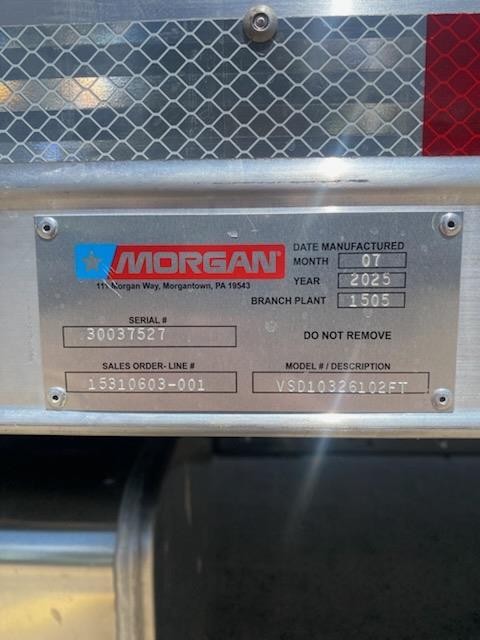 MORGAN
111 Morgan Way, Morgantown, PA 19543
DATE MANUFACTURED
MONTH 07
YEAR 2025
BRANCH PLANT 1505
SERIAL #
30037527
DO NOT REMOVE
SALES ORDER- LINE #
15310603-001
MODEL # / DESCRIPTION
VSD10326102FT